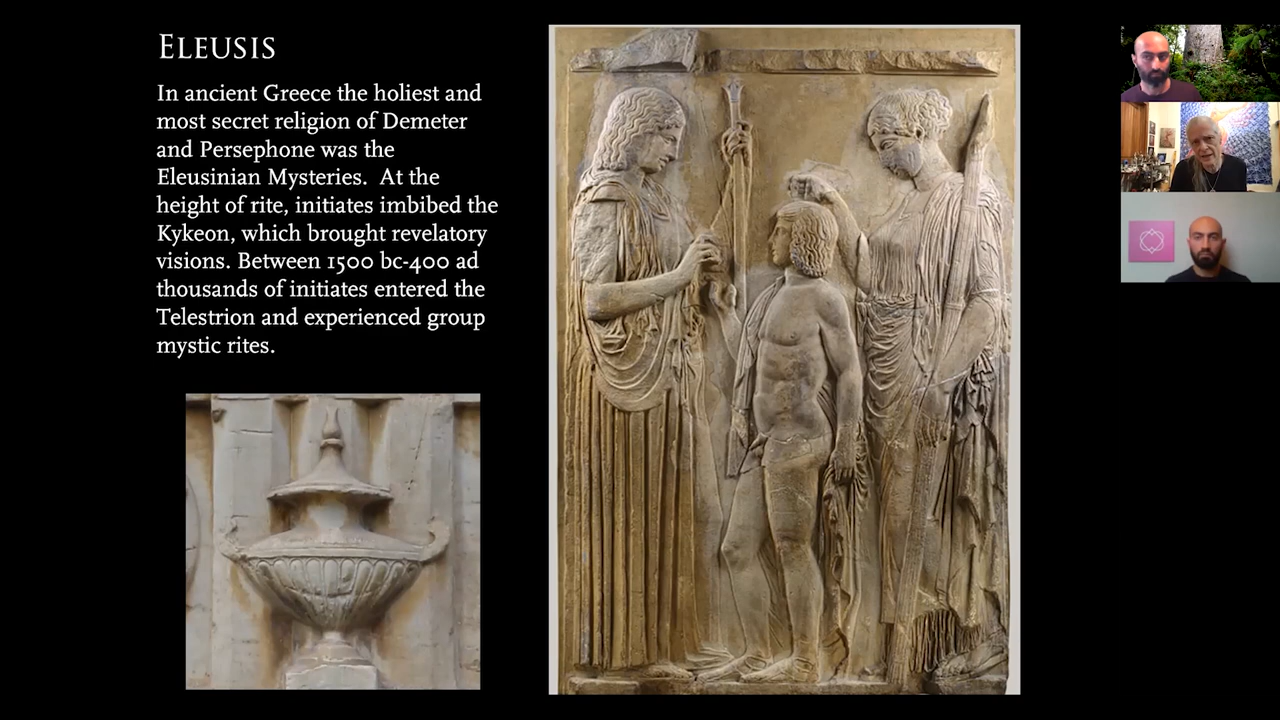 ELEUSIS
In ancient Greece the holiest and
most secret religion of Demeter
and Persephone was the
Eleusinian Mysteries.  At the
height of rite, initiates imbibed the
Kykeon, which brought revelatory
visions. Between 1500 bc-400 ad
thousands of initiates entered the
Telestrion and experienced group
mystic rites.